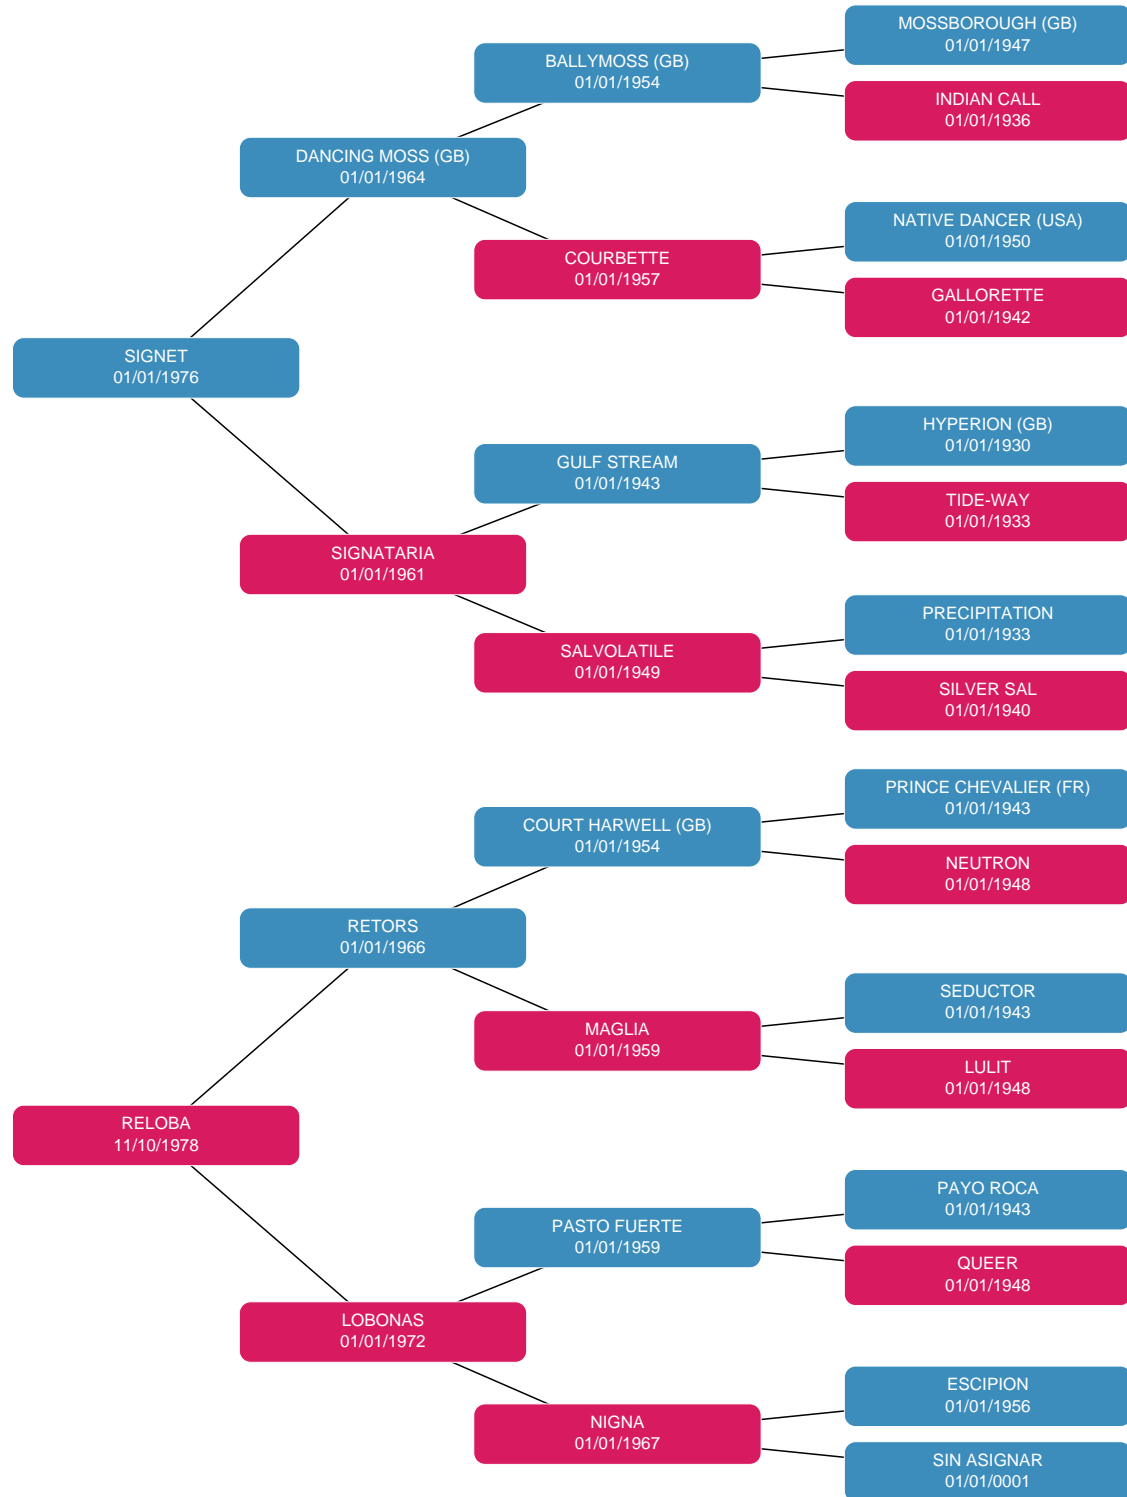 MOSSBOROUGH (GB)
01/01/1947
BALLYMOSS (GB)
01/01/1954
INDIAN CALL
01/01/1936
DANCING MOSS (GB)
01/01/1964
NATIVE DANCER (USA)
01/01/1950
COURBETTE
01/01/1957
GALLORETTE
01/01/1942
SIGNET
01/01/1976
HYPERION (GB)
01/01/1930
GULF STREAM
01/01/1943
TIDE-WAY
01/01/1933
SIGNATARIA
01/01/1961
PRECIPITATION
01/01/1933
SALVOLATILE
01/01/1949
SILVER SAL
01/01/1940
PRINCE CHEVALIER (FR)
01/01/1943
COURT HARWELL (GB)
01/01/1954
NEUTRON
01/01/1948
RETORS
01/01/1966
SEDUCTOR
01/01/1943
MAGLIA
01/01/1959
LULIT
01/01/1948
RELOBA
11/10/1978
PAYO ROCA
01/01/1943
PASTO FUERTE
01/01/1959
QUEER
01/01/1948
LOBONAS
01/01/1972
ESCIPION
01/01/1956
NIGNA
01/01/1967
SIN ASIGNAR
01/01/0001